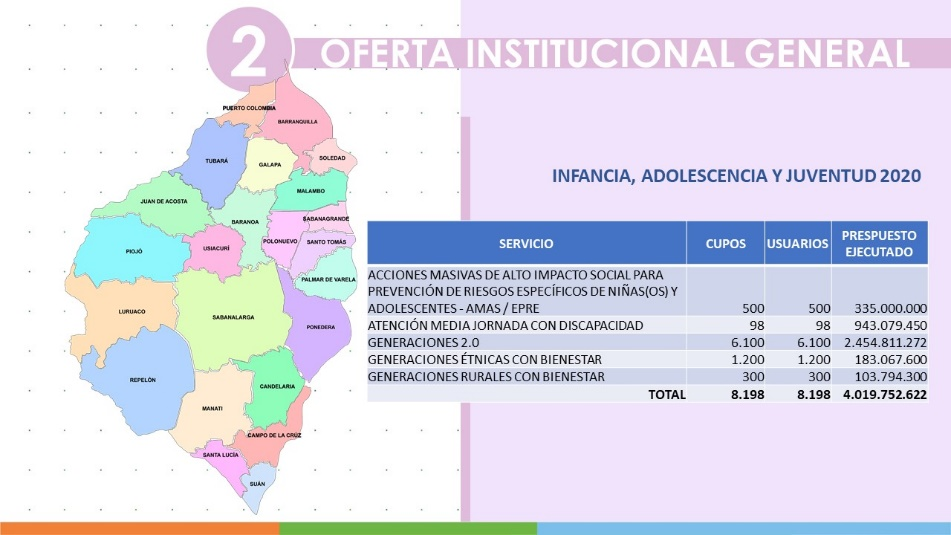 2 OFERTA INSTITUCIONAL GENERAL
PUERTO COLOMBIA
BARRANQUILLA
TUBARÁ
GALAPA
SOLEDAD
MALAMBO
JUAN DE ACOSTA
BARANOA
SABANAGRANDE
POLONUEVO
SANTO TOMÁS
PIOJÓ
USIACURÍ
PALMAR DE VARELA
LURUACO
SABANALARGA
PONEDERA
REPELÓN
CANDELARIA
MANATI
CAMPO DE LA CRUZ
SANTA LUCÍA
SUÁN
INFANCIA, ADOLESCENCIA Y JUVENTUD 2020
SERVICIO CUPOS USUARIOS PRESPUESTO
EJECUTADO
ACCIONES MASIVAS DE ALTO IMPACTO SOCIAL PARA
PREVENCIÓN DE RIESGOS ESPECÍFICOS DE NIÑAS(OS) Y
ADOLESCENTES - AMAS / EPRE 500 500 335.000.000
ATENCIÓN MEDIA JORNADA CON DISCAPACIDAD 98 98 943.079.450
GENERACIONES 2.0 6.100 6.100 2.454.811.272
GENERACIONES ÉTNICAS CON BIENESTAR 1.200 1.200 183.067.600
GENERACIONES RURALES CON BIENESTAR 300 300 103.794.300
TOTAL 8.198 8.198 4.019.752.622